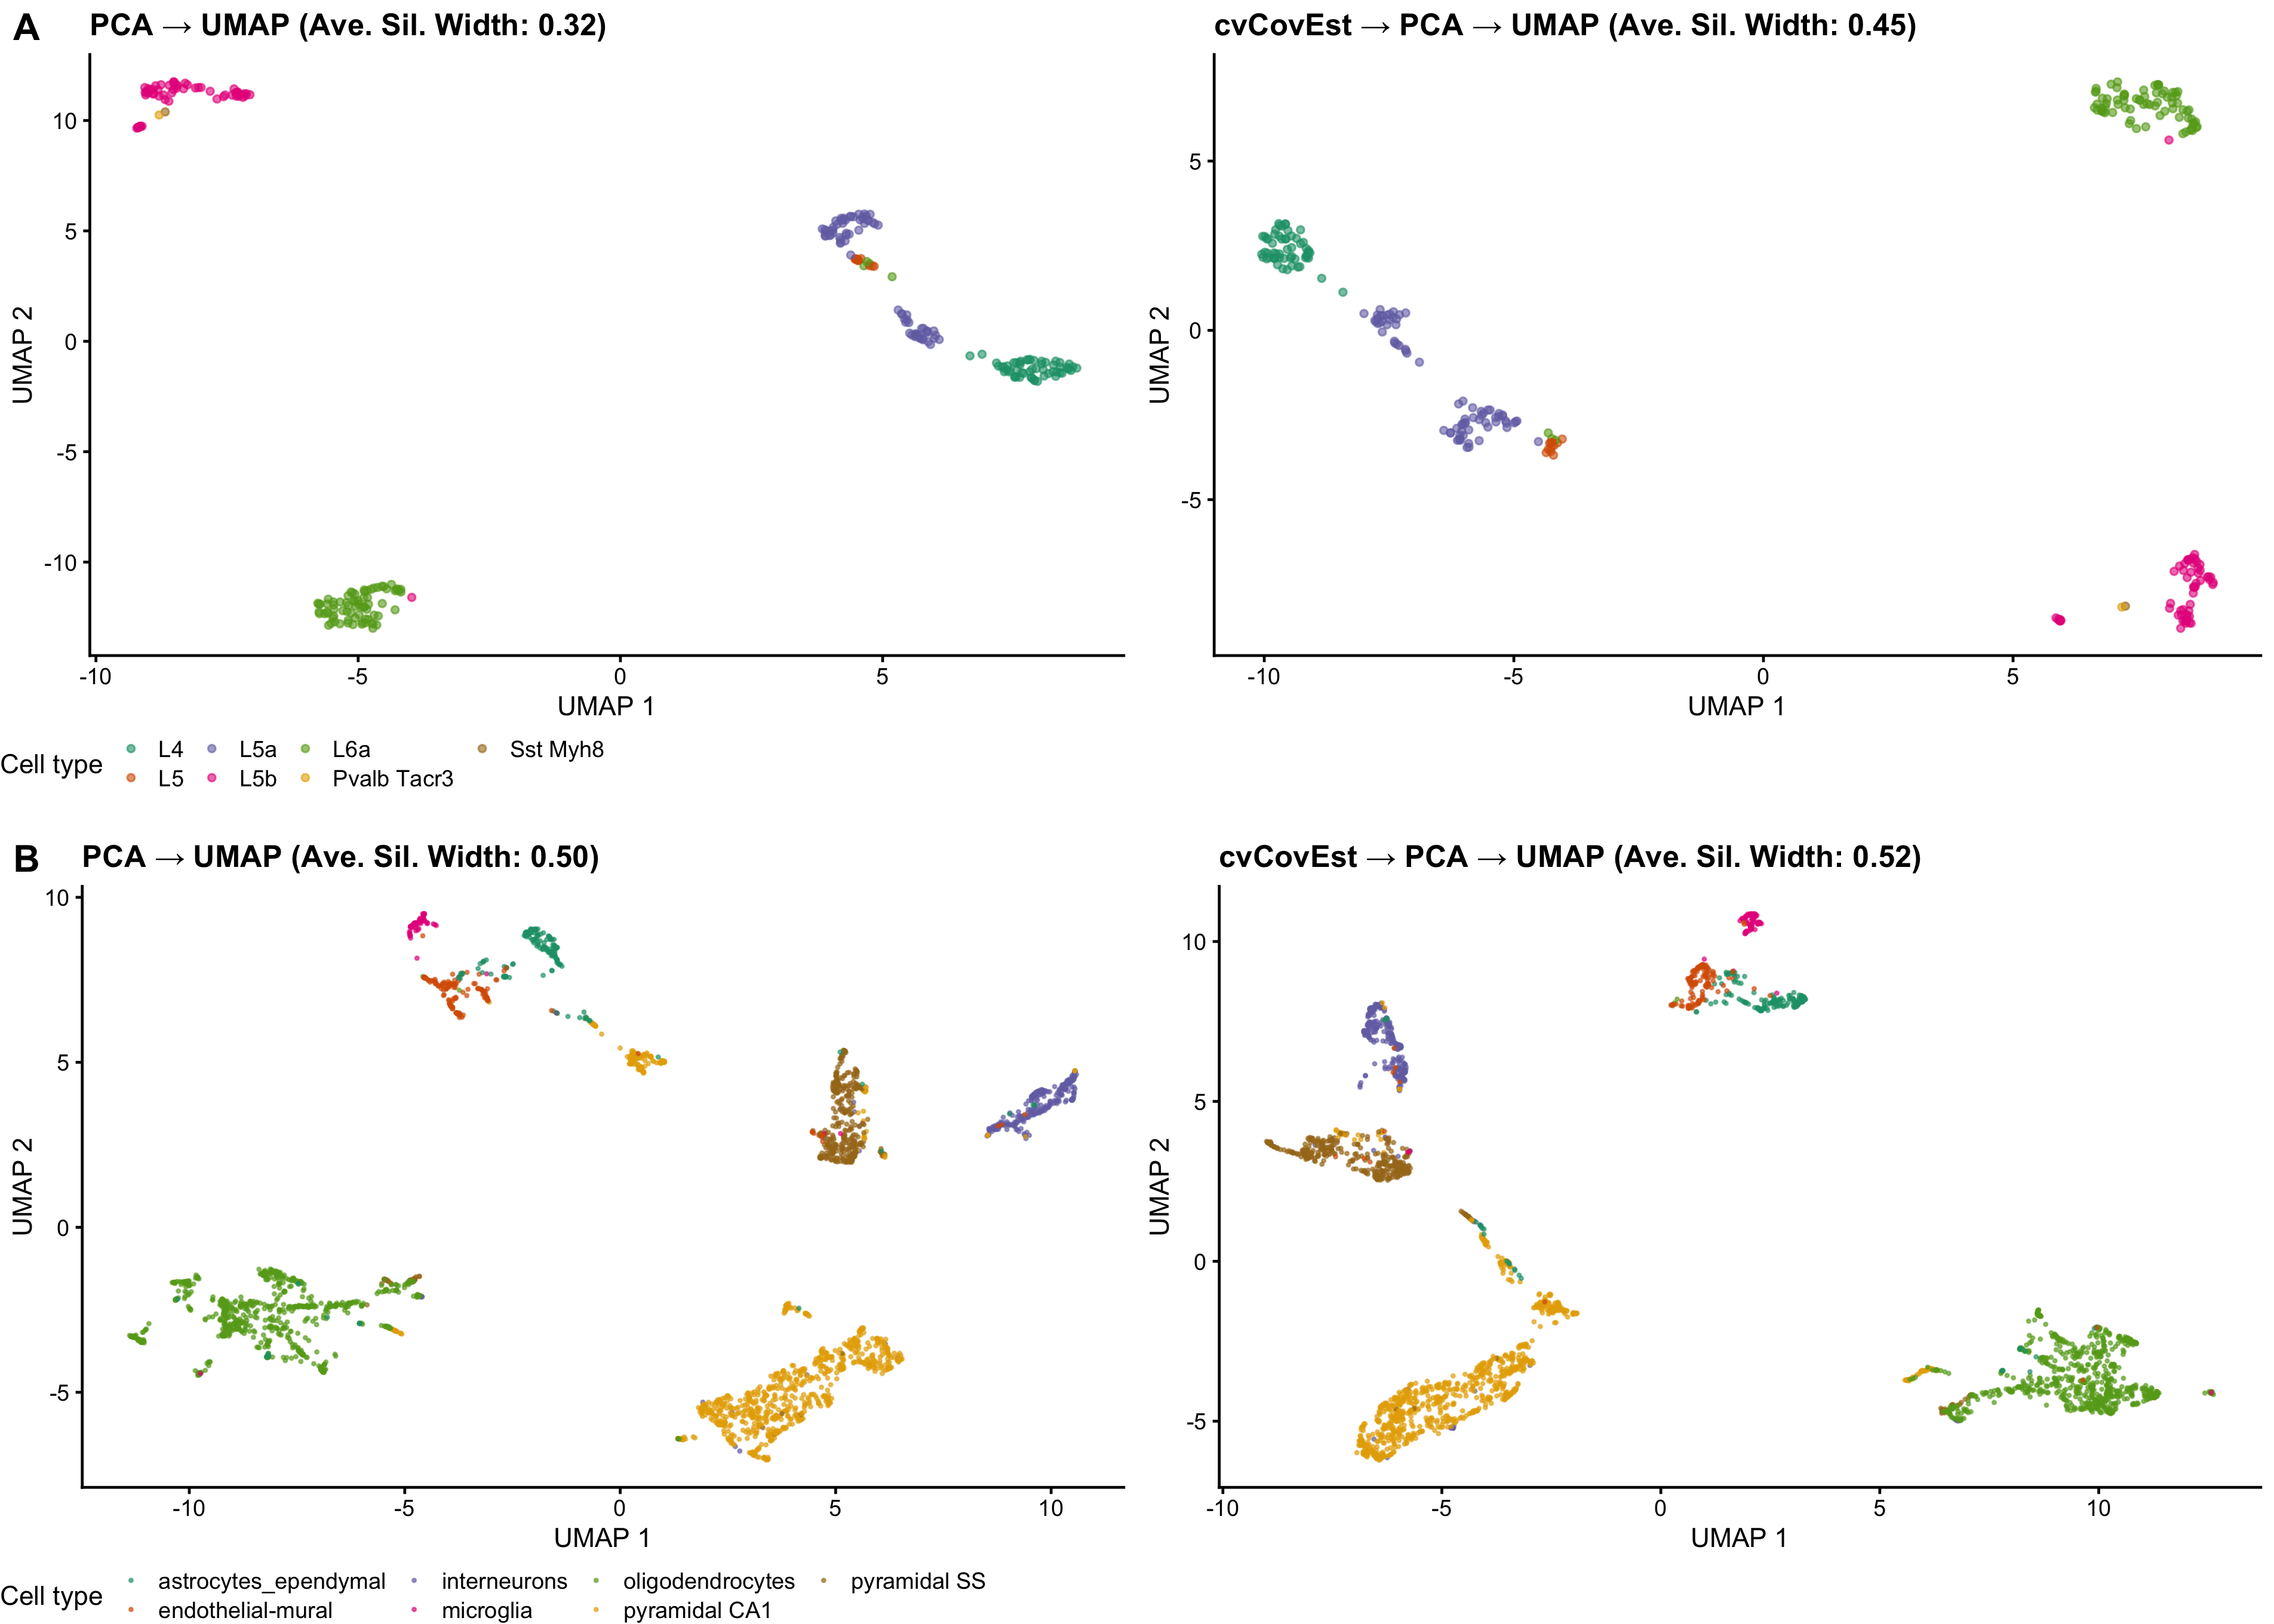 A
PCA → UMAP (Ave. Sil. Width: 0.32)
10
5
0
-5
-10
UMAP 2
-10
-5
0
5
UMAP 1
cvCovEst → PCA → UMAP (Ave. Sil. Width: 0.45)
5
0
-5
UMAP 2
-10
-5
0
5
UMAP 1
Cell type
L4
L5a
L6a
Sst Myh8
L5
L5b
Pvalb Tacr3
B
PCA → UMAP (Ave. Sil. Width: 0.50)
10
5
0
-5
UMAP 2
-10
-5
0
5
10
UMAP 1
cvCovEst → PCA → UMAP (Ave. Sil. Width: 0.52)
10
5
0
-5
UMAP 2
-10
-5
0
5
10
UMAP 1
Cell type
astrocytes_ependymal
interneurons
oligodendrocytes
pyramidal SS
endothelial-mural
microglia
pyramidal CA1